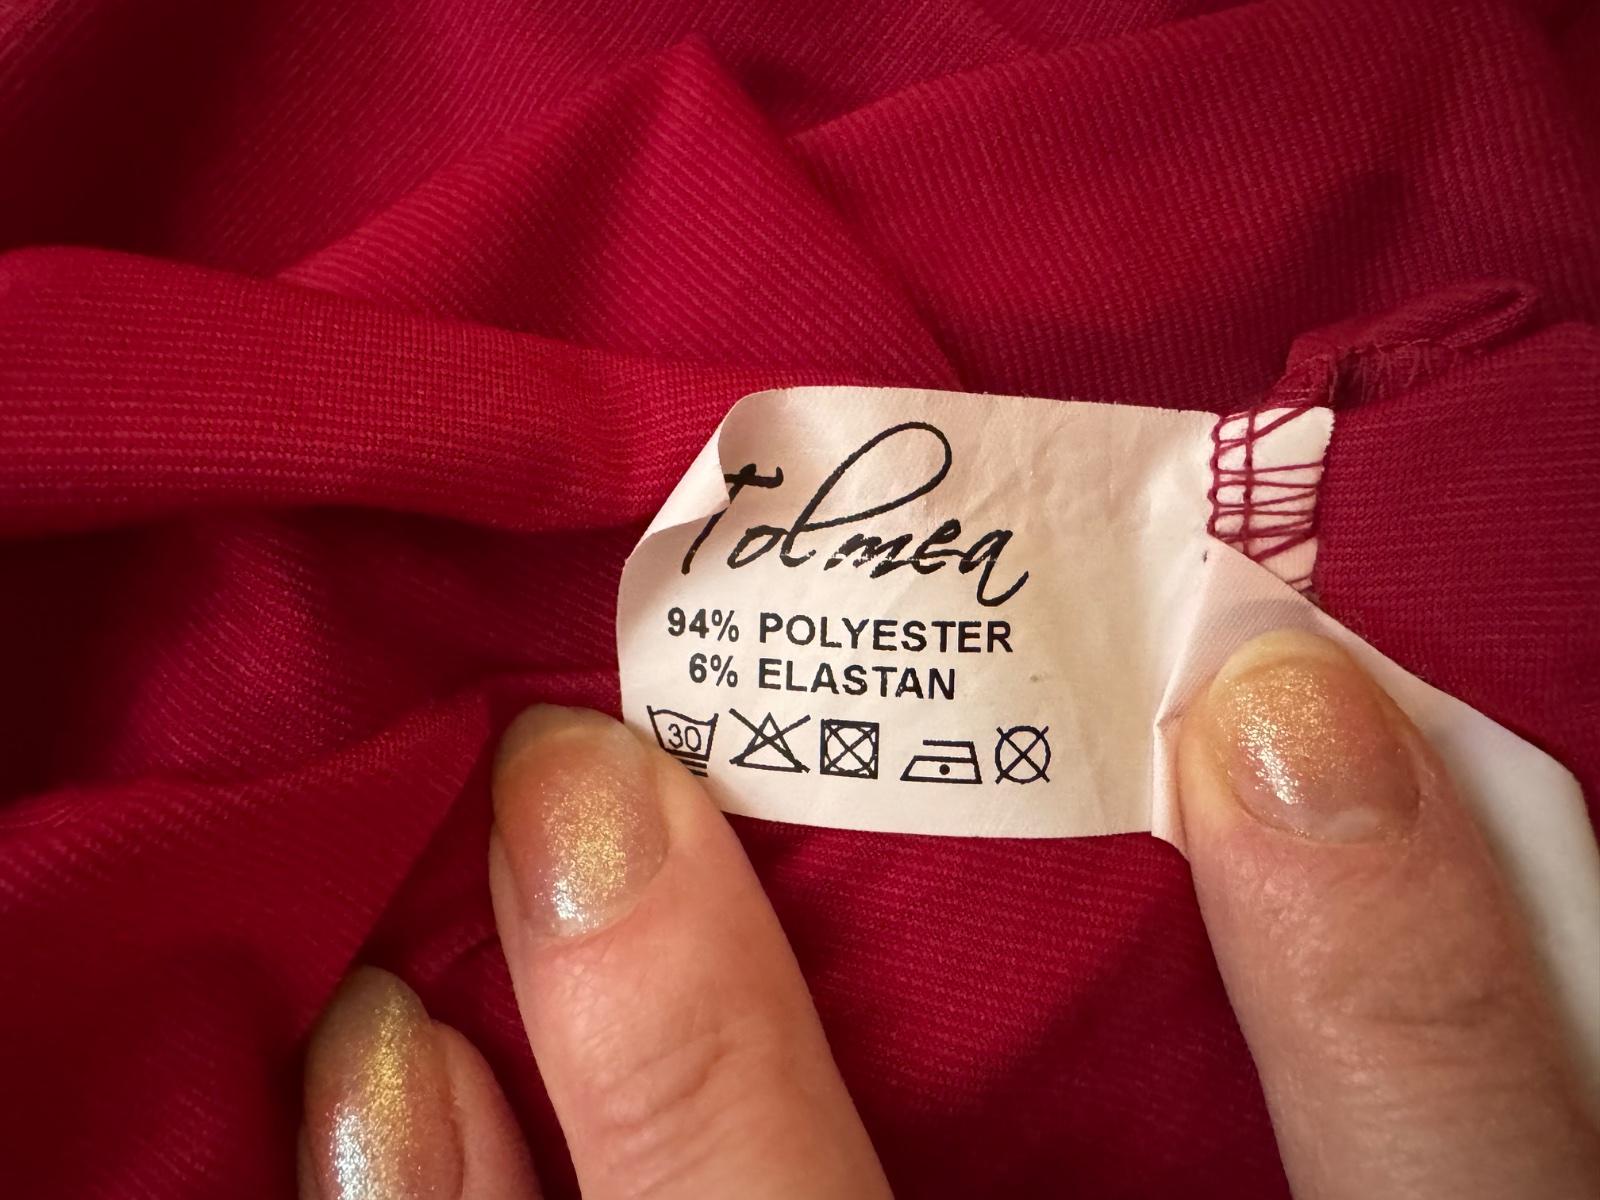 Tolmea
94% POLYESTER
6% ELASTAN
30